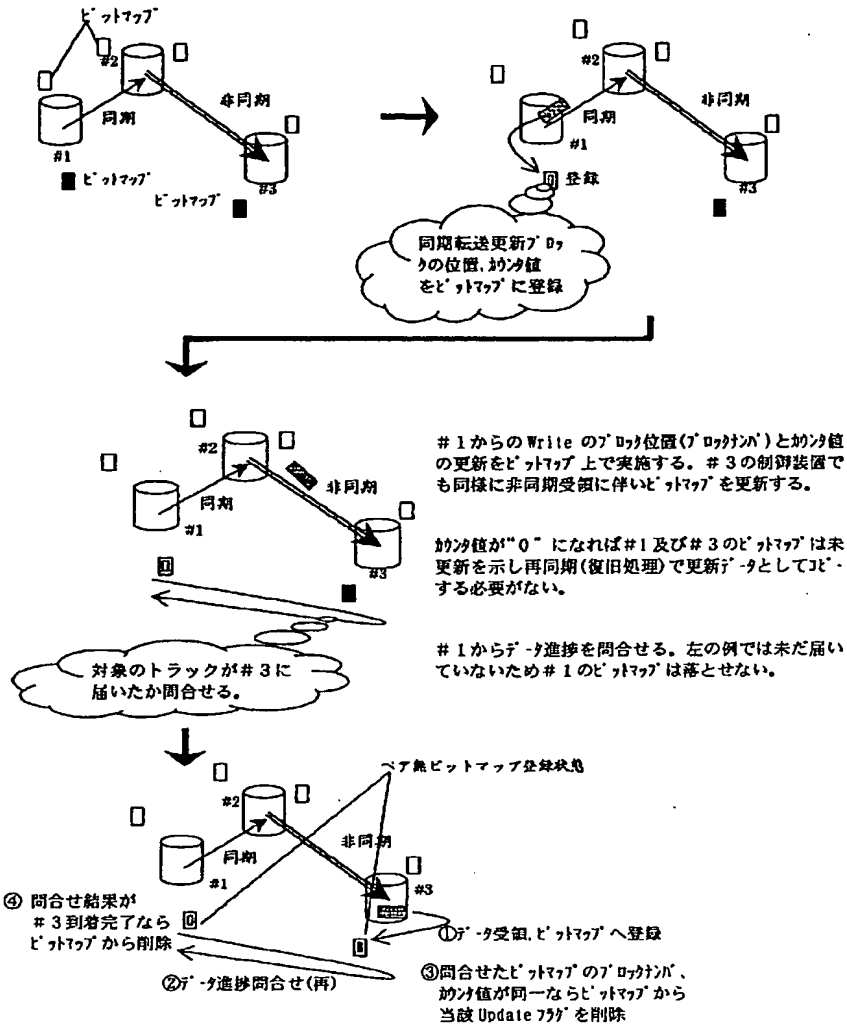 ビットマップ
#2
非同期
同期
#1
#3
ビットマップ
ビットマップ
#2
非同期
同期
#1
#3
登録
同期転送更新ブロッ
クの位置,カウンタ値
をビットマップに登録
#2
非同期
同期
#1
#3
対象のトラックが#3に
届いたか問合せる。
#1からのWriteのブロック位置(ブロックナンバ)とカウンタ値
の更新をビットマップ上で実施する。#3の制御装置で
も同様に非同期受領に伴いビットマップを更新する。
カウンタ値が“0”になれば#1及び#3のビットマップは未
更新を示し再同期(復旧処理)で更新データとしてコピー
する必要がない。
#1からデータ進捗を問合せる。左の例では未だ届い
ていないため#1のビットマップは落とせない。
ペア無ビットマップ登録状態
#2
非同期
同期
#1
#3
④ 問合せ結果が
#3到着完了なら
ビットマップから削除
①データ受領,ビットマップへ登録
②データ進捗問合せ(再)
③問合せたビットマップのブロックナンバ、
カウンタ値が同一ならビットマップから
当該Updateフラグを削除